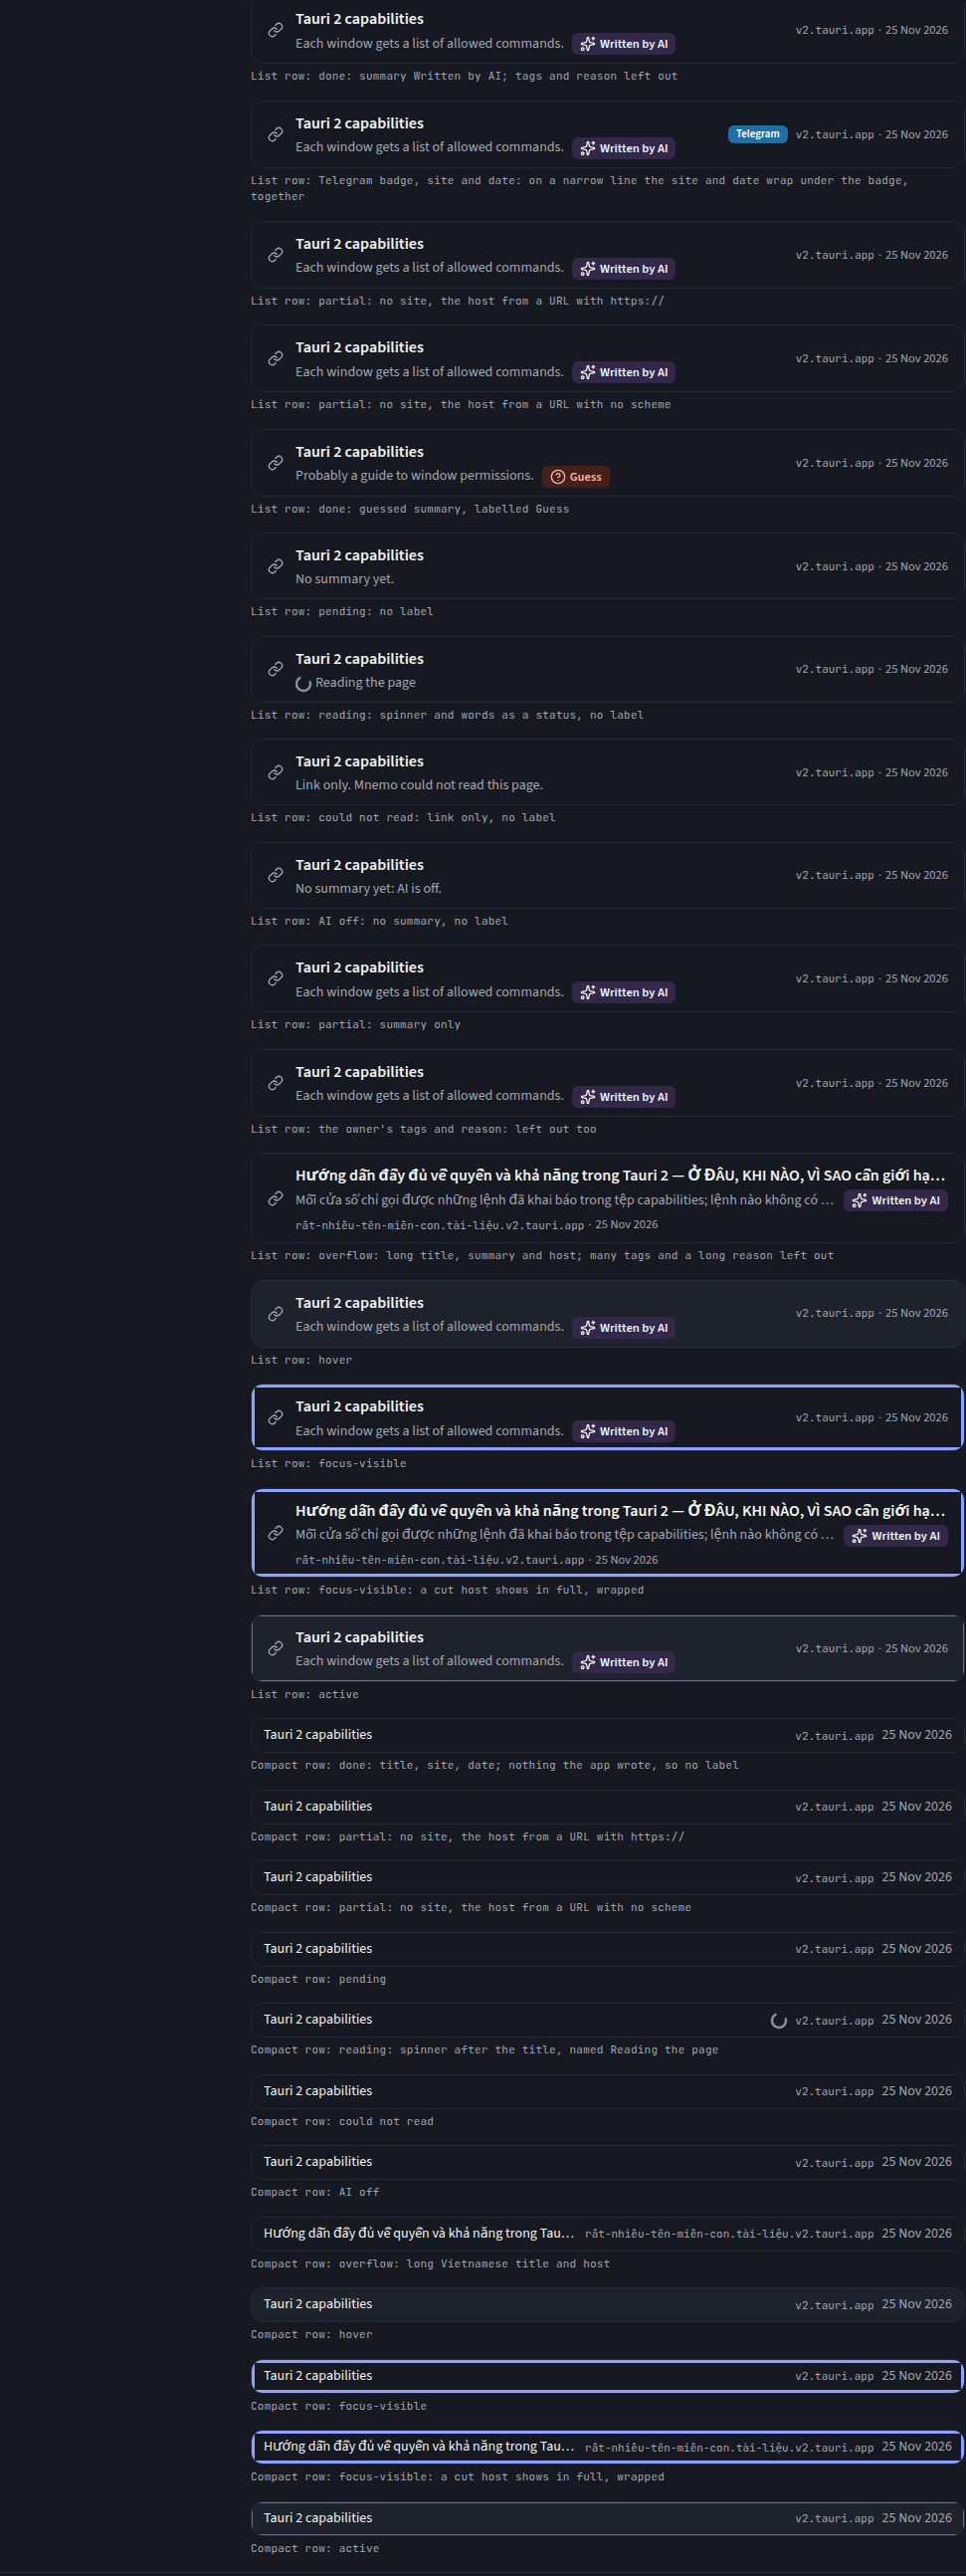 Tauri 2 capabilities
Each window gets a list of allowed commands. Written by AI
v2.tauri.app · 25 Nov 2026
List row: done: summary Written by AI; tags and reason left out
Tauri 2 capabilities
Each window gets a list of allowed commands. Written by AI
Telegram v2.tauri.app · 25 Nov 2026
List row: Telegram badge, site and date: on a narrow line the site and date wrap under the badge,
together
Tauri 2 capabilities
Each window gets a list of allowed commands. Written by AI
v2.tauri.app · 25 Nov 2026
List row: partial: no site, the host from a URL with https://
Tauri 2 capabilities
Each window gets a list of allowed commands. Written by AI
v2.tauri.app · 25 Nov 2026
List row: partial: no site, the host from a URL with no scheme
Tauri 2 capabilities
Probably a guide to window permissions. Guess
v2.tauri.app · 25 Nov 2026
List row: done: guessed summary, labelled Guess
Tauri 2 capabilities
No summary yet.
v2.tauri.app · 25 Nov 2026
List row: pending: no label
Tauri 2 capabilities
Reading the page
v2.tauri.app · 25 Nov 2026
List row: reading: spinner and words as a status, no label
Tauri 2 capabilities
Link only. Mnemo could not read this page.
v2.tauri.app · 25 Nov 2026
List row: could not read: link only, no label
Tauri 2 capabilities
No summary yet: AI is off.
v2.tauri.app · 25 Nov 2026
List row: AI off: no summary, no label
Tauri 2 capabilities
Each window gets a list of allowed commands. Written by AI
v2.tauri.app · 25 Nov 2026
List row: partial: summary only
Tauri 2 capabilities
Each window gets a list of allowed commands. Written by AI
v2.tauri.app · 25 Nov 2026
List row: the owner's tags and reason: left out too
Hướng dẫn đầy đủ về quyền và khả năng trong Tauri 2 — Ở ĐÂU, KHI NÀO, VÌ SAO cần giới hạ…
Mỗi cửa sổ chỉ gọi được những lệnh đã khai báo trong tệp capabilities; lệnh nào không có … Written by AI
rất-nhiều-tên-miền-con.tài-liệu.v2.tauri.app · 25 Nov 2026
List row: overflow: long title, summary and host; many tags and a long reason left out
Tauri 2 capabilities
Each window gets a list of allowed commands. Written by AI
v2.tauri.app · 25 Nov 2026
List row: hover
Tauri 2 capabilities
Each window gets a list of allowed commands. Written by AI
v2.tauri.app · 25 Nov 2026
List row: focus-visible
Hướng dẫn đầy đủ về quyền và khả năng trong Tauri 2 — Ở ĐÂU, KHI NÀO, VÌ SAO cần giới hạ…
Mỗi cửa sổ chỉ gọi được những lệnh đã khai báo trong tệp capabilities; lệnh nào không có … Written by AI
rất-nhiều-tên-miền-con.tài-liệu.v2.tauri.app · 25 Nov 2026
List row: focus-visible: a cut host shows in full, wrapped
Tauri 2 capabilities
Each window gets a list of allowed commands. Written by AI
v2.tauri.app · 25 Nov 2026
List row: active
Tauri 2 capabilities v2.tauri.app 25 Nov 2026
Compact row: done: title, site, date; nothing the app wrote, so no label
Tauri 2 capabilities v2.tauri.app 25 Nov 2026
Compact row: partial: no site, the host from a URL with https://
Tauri 2 capabilities v2.tauri.app 25 Nov 2026
Compact row: partial: no site, the host from a URL with no scheme
Tauri 2 capabilities v2.tauri.app 25 Nov 2026
Compact row: pending
Tauri 2 capabilities v2.tauri.app 25 Nov 2026
Compact row: reading: spinner after the title, named Reading the page
Tauri 2 capabilities v2.tauri.app 25 Nov 2026
Compact row: could not read
Tauri 2 capabilities v2.tauri.app 25 Nov 2026
Compact row: AI off
Hướng dẫn đầy đủ về quyền và khả năng trong Tau… rất-nhiều-tên-miền-con.tài-liệu.v2.tauri.app 25 Nov 2026
Compact row: overflow: long Vietnamese title and host
Tauri 2 capabilities v2.tauri.app 25 Nov 2026
Compact row: hover
Tauri 2 capabilities v2.tauri.app 25 Nov 2026
Compact row: focus-visible
Hướng dẫn đầy đủ về quyền và khả năng trong Tau… rất-nhiều-tên-miền-con.tài-liệu.v2.tauri.app 25 Nov 2026
Compact row: focus-visible: a cut host shows in full, wrapped
Tauri 2 capabilities v2.tauri.app 25 Nov 2026
Compact row: active